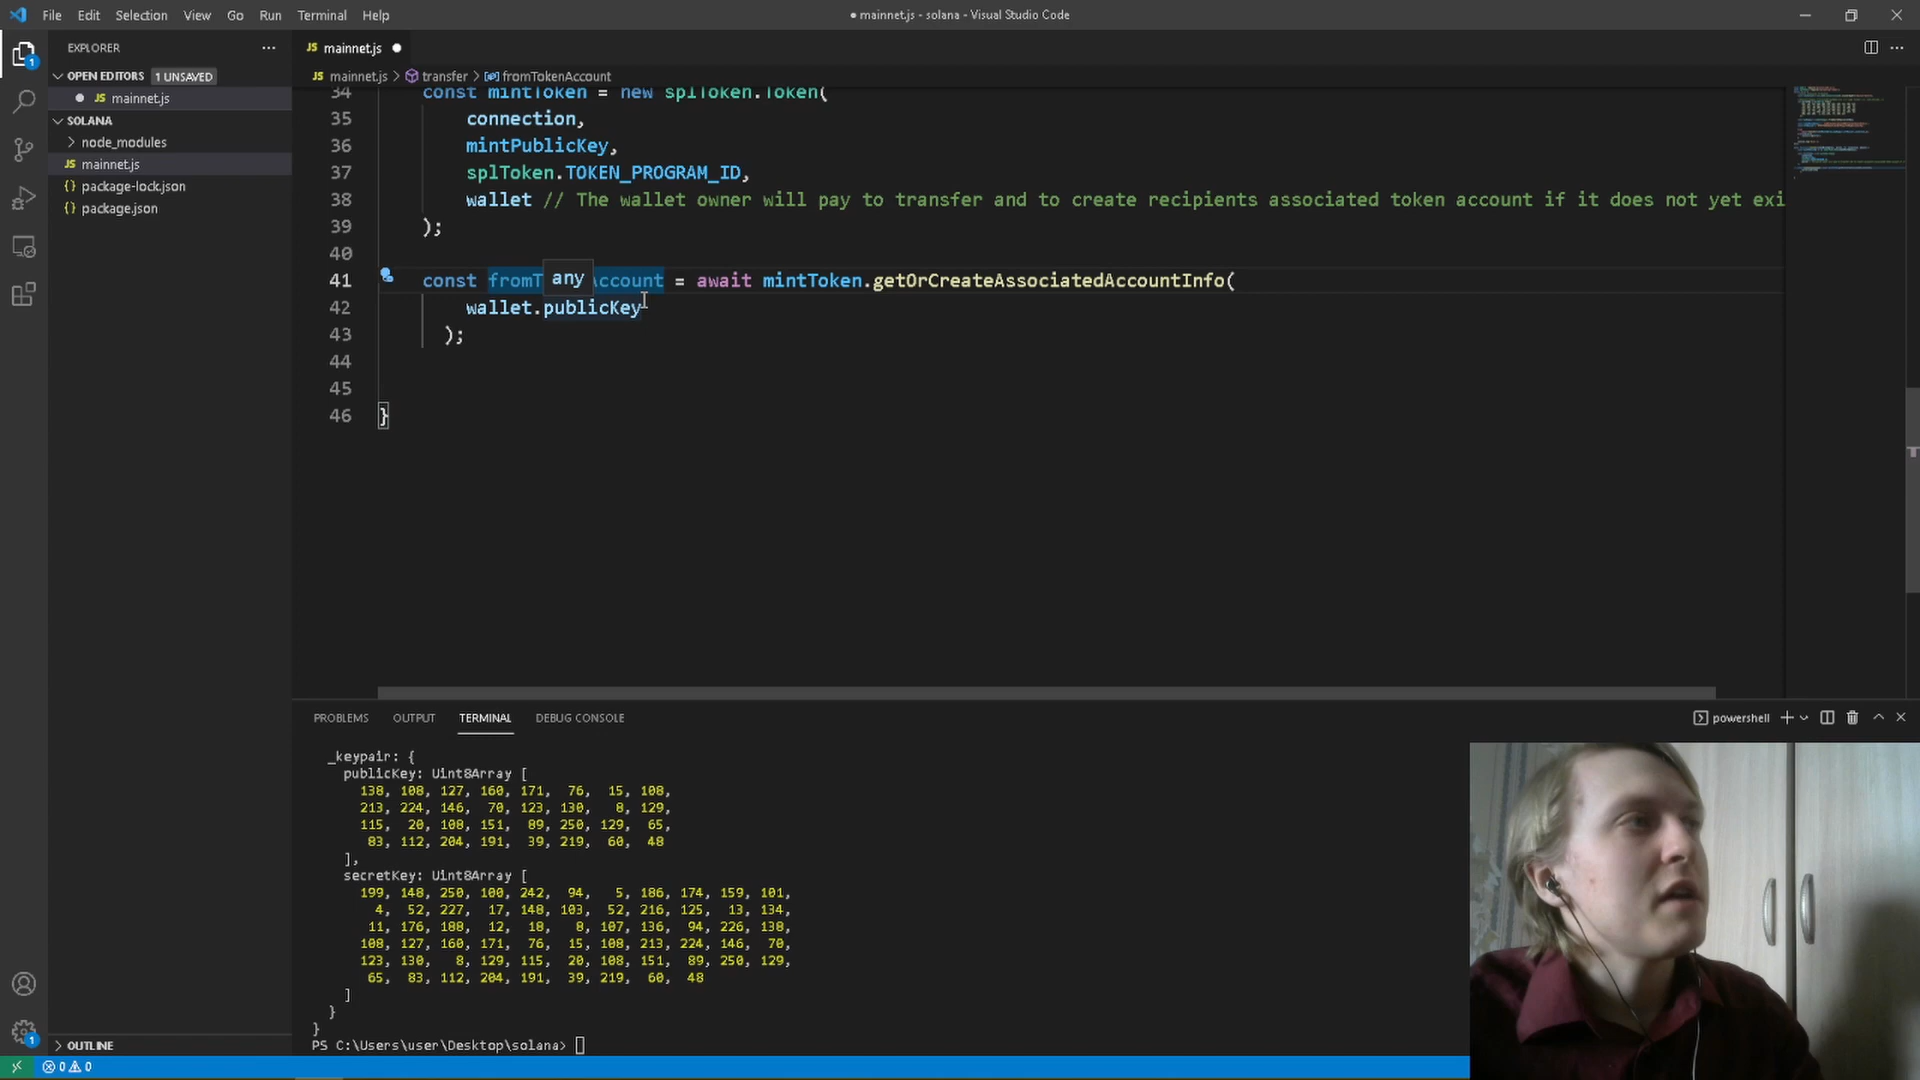 File Edit Selection View Go Run Terminal Help
● mainnet.js - solana - Visual Studio Code
EXPLORER
OPEN EDITORS 1 UNSAVED
JS mainnet.js
SOLANA
node_modules
JS mainnet.js
{} package-lock.json
{} package.json
OUTLINE
JS mainnet.js
JS mainnet.js > transfer > fromTokenAccount
34 const mintToken = new splToken.Token(
35 connection,
36 mintPublicKey,
37 splToken.TOKEN_PROGRAM_ID,
38 wallet // The wallet owner will pay to transfer and to create recipients associated token account if it does not yet exi
39 );
40
41 const fromT any Account = await mintToken.getOrCreateAssociatedAccountInfo(
42 wallet.publicKey
43 );
44
45
46 }
PROBLEMS OUTPUT TERMINAL DEBUG CONSOLE
powershell
_keypair: {
publicKey: Uint8Array [
138, 108, 127, 160, 171, 76, 15, 108,
213, 224, 146, 70, 123, 130, 8, 129,
115, 20, 108, 151, 89, 250, 129, 65,
83, 112, 204, 191, 39, 219, 60, 48
],
secretKey: Uint8Array [
199, 148, 250, 100, 242, 94, 5, 186, 174, 159, 101,
4, 52, 227, 17, 148, 103, 52, 216, 125, 13, 134,
11, 176, 188, 12, 18, 8, 107, 136, 94, 226, 138,
108, 127, 160, 171, 76, 15, 108, 213, 224, 146, 70,
123, 130, 8, 129, 115, 20, 108, 151, 89, 250, 129,
65, 83, 112, 204, 191, 39, 219, 60, 48
]
}
}
PS C:\Users\user\Desktop\solana>
0 0
1
1